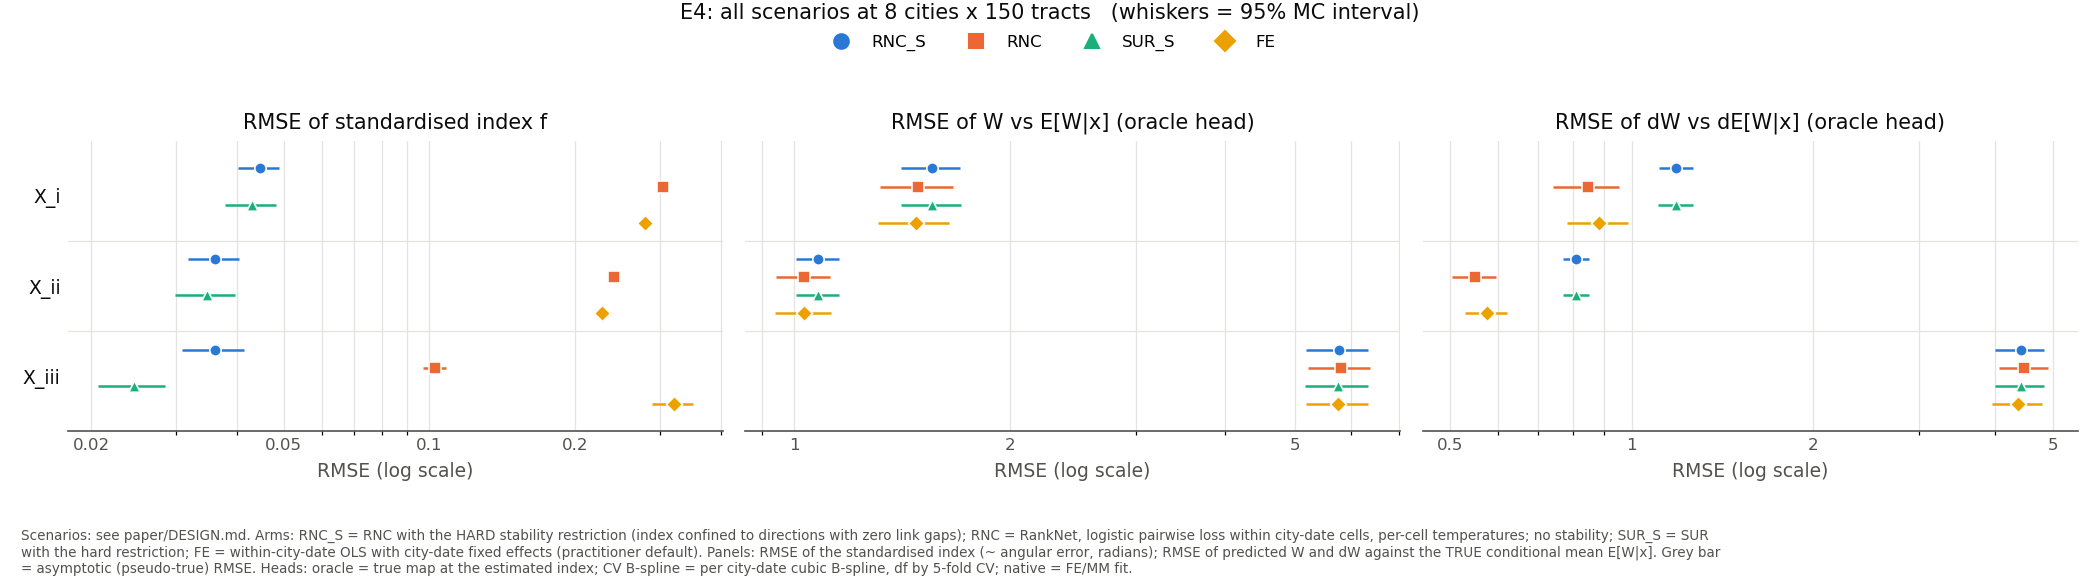 E4: all scenarios at 8 cities x 150 tracts   (whiskers = 95% MC interval)
RNC_S   RNC   SUR_S   FE
RMSE of standardised index f
RMSE of W vs E[W|x] (oracle head)
RMSE of dW vs dE[W|x] (oracle head)
X_i
X_ii
X_iii
0.02 0.05 0.1 0.2
1 2 5
0.5 1 2 5
RMSE (log scale)
RMSE (log scale)
RMSE (log scale)
Scenarios: see paper/DESIGN.md. Arms: RNC_S = RNC with the HARD stability restriction (index confined to directions with zero link gaps); RNC = RankNet, logistic pairwise loss within city-date cells, per-cell temperatures; no stability; SUR_S = SUR
with the hard restriction; FE = within-city-date OLS with city-date fixed effects (practitioner default). Panels: RMSE of the standardised index (~ angular error, radians); RMSE of predicted W and dW against the TRUE conditional mean E[W|x]. Grey bar
= asymptotic (pseudo-true) RMSE. Heads: oracle = true map at the estimated index; CV B-spline = per city-date cubic B-spline, df by 5-fold CV; native = FE/MM fit.